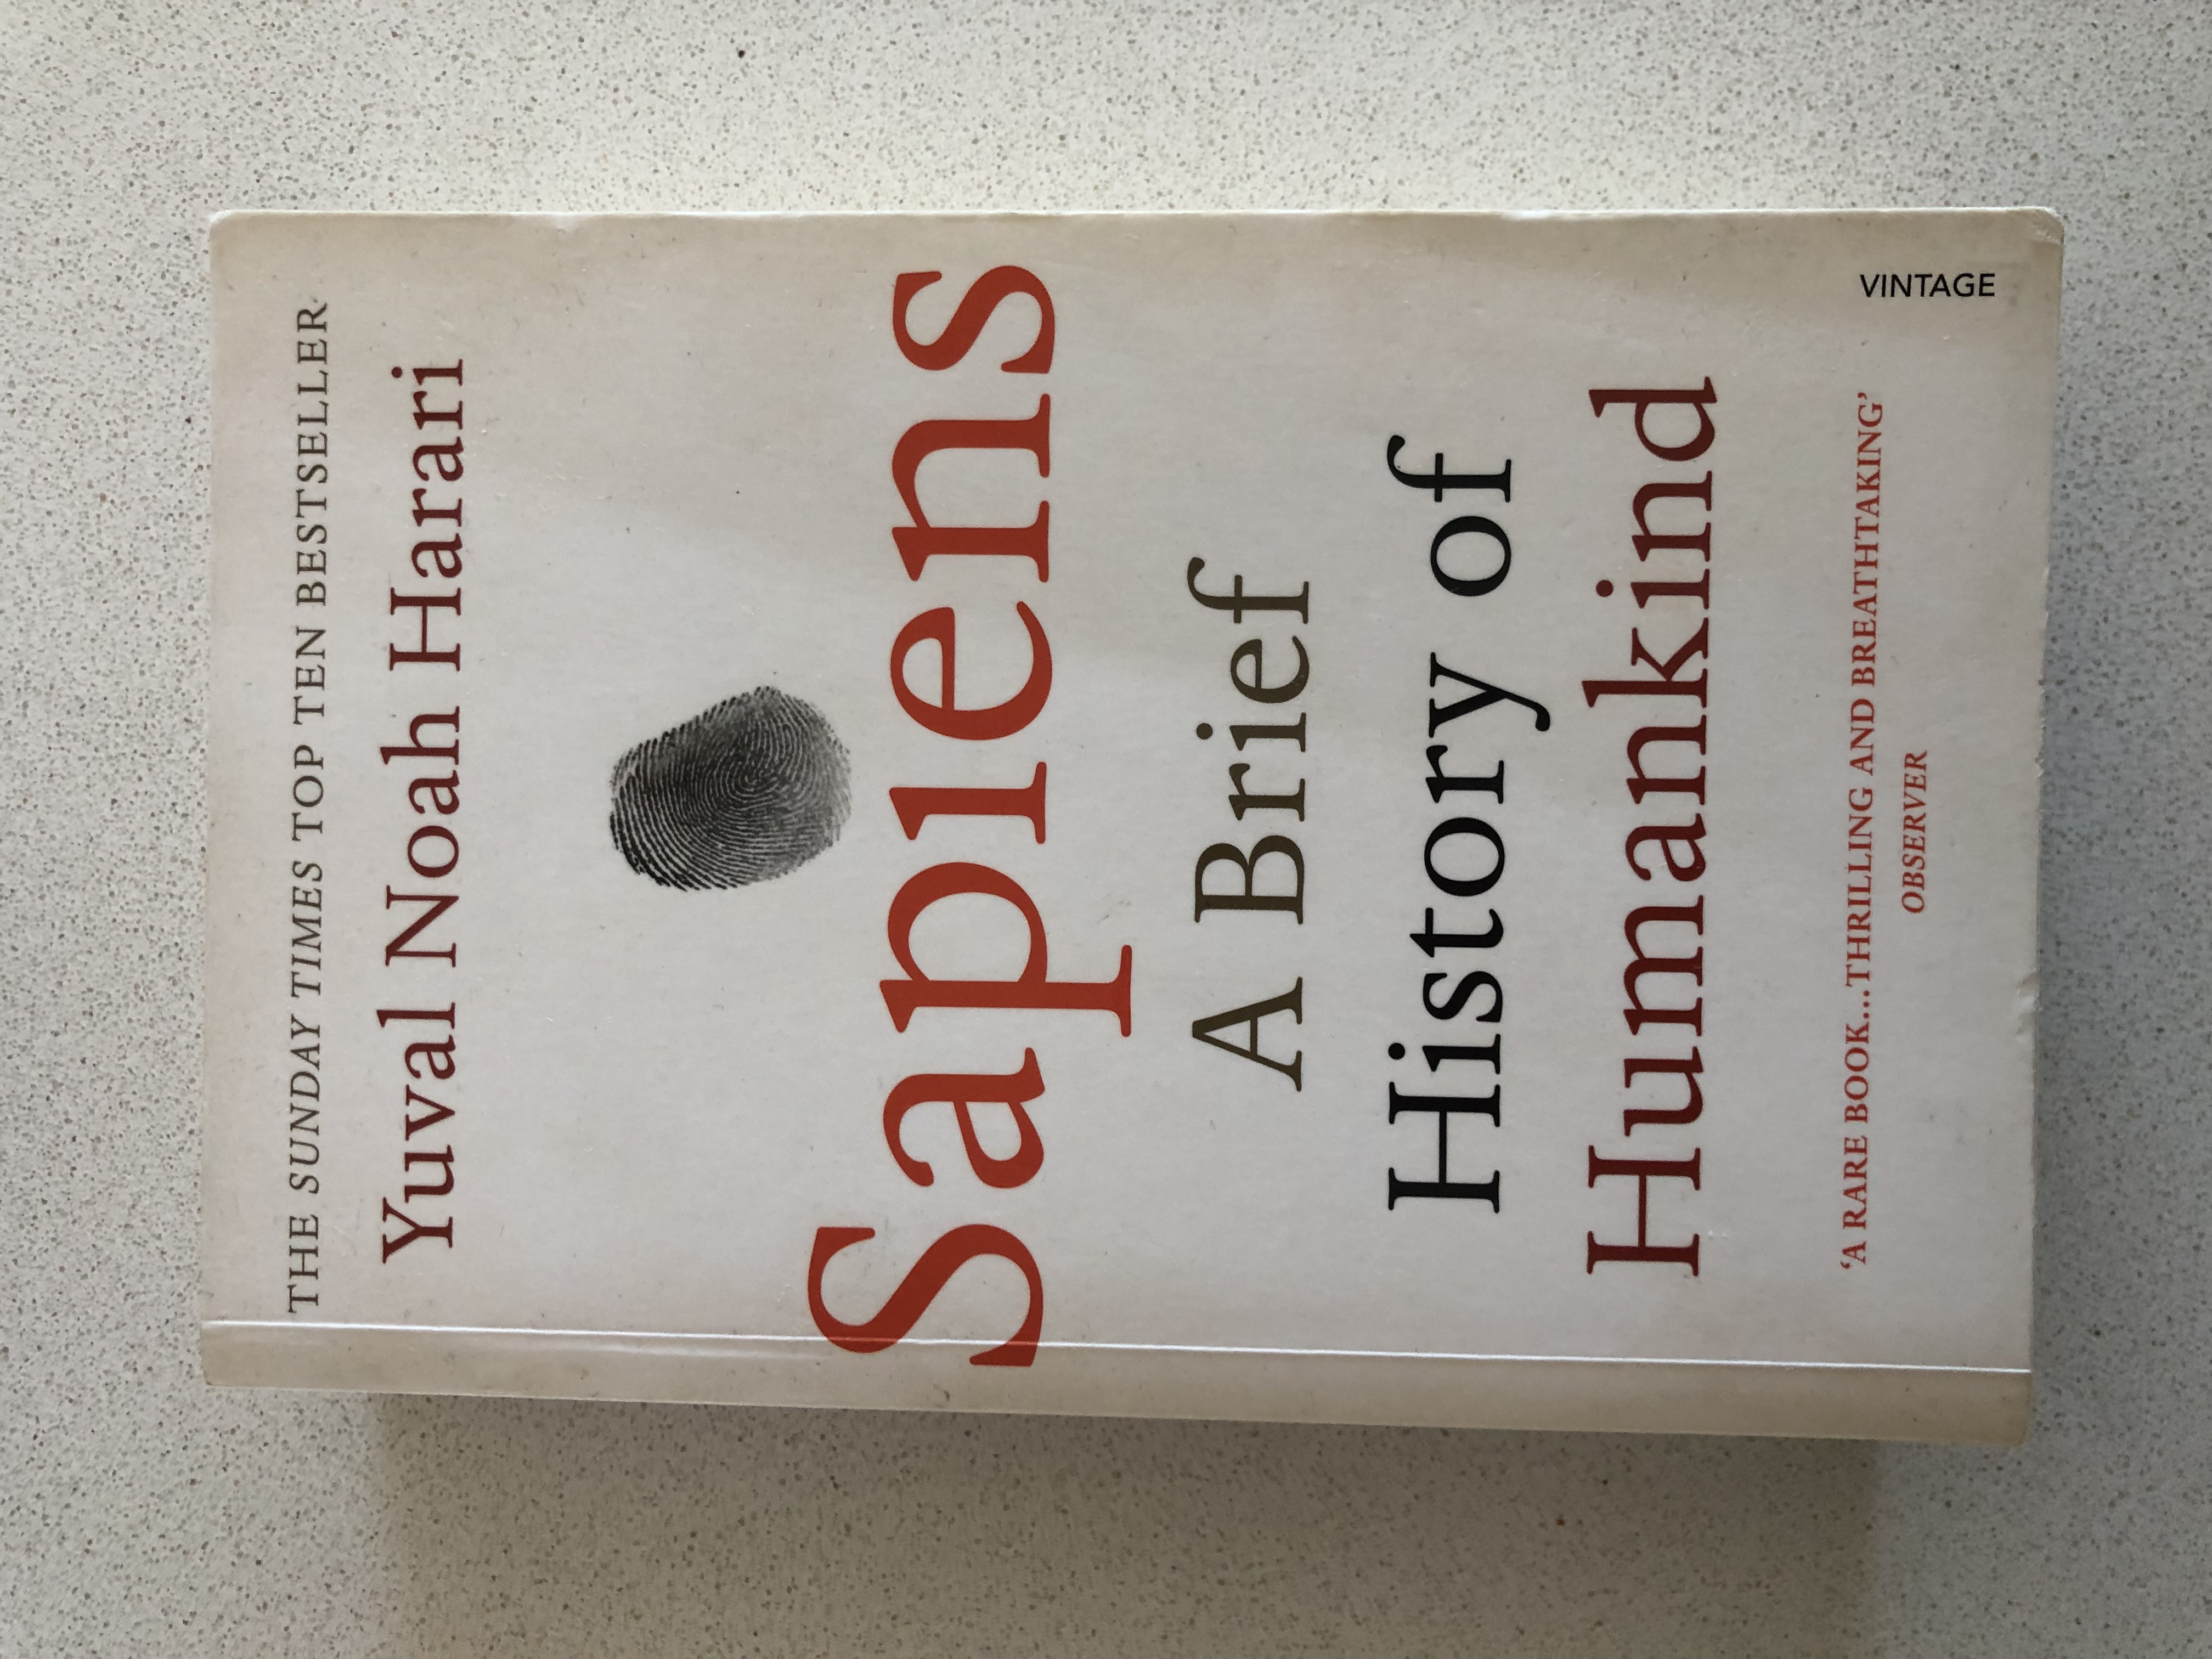 THE SUNDAY TIMES TOP TEN BESTSELLER
Yuval Noah Harari
Sapıens
A Brief
History of
Humankind
‘A RARE BOOK...THRILLING AND BREATHTAKING’
OBSERVER
VINTAGE